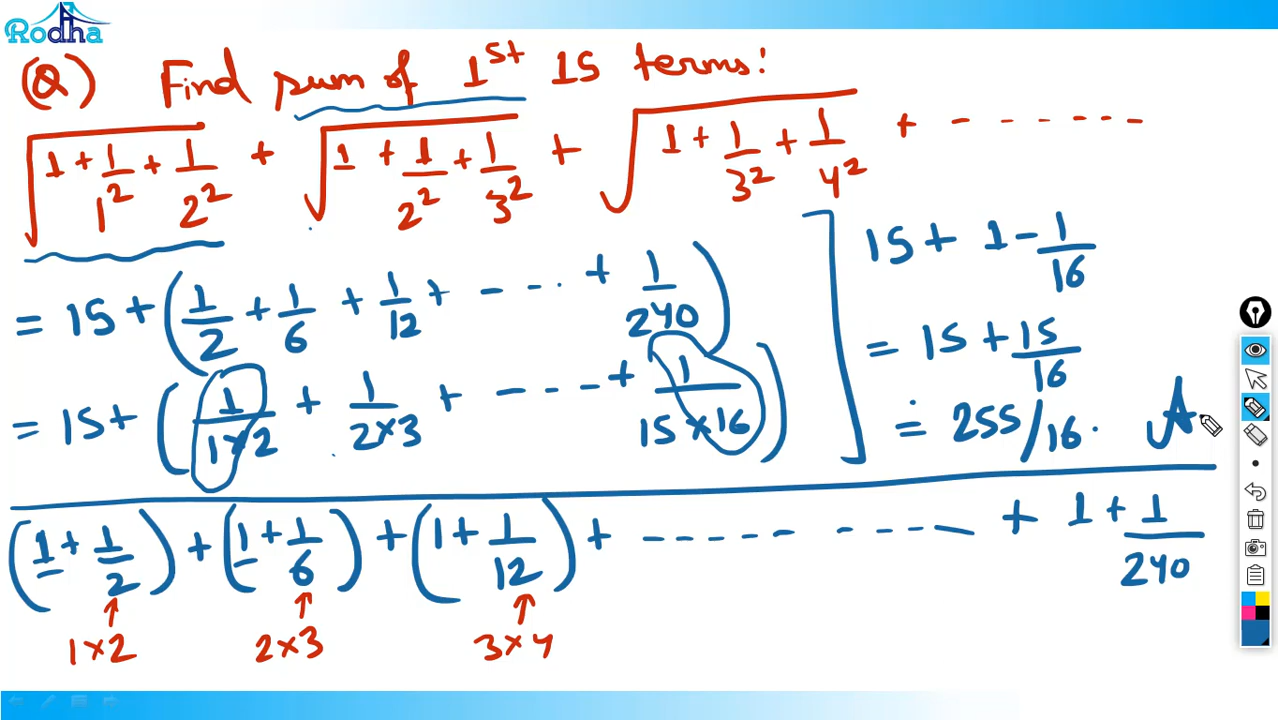 Rodha
(Q) Find sum of 1st 15 terms:
√(1 + 1/1² + 1/2²) + √(1 + 1/2² + 1/3²) + √(1 + 1/3² + 1/4²) + -------
= 15 + (1/2 + 1/6 + 1/12 + - - - .. + 1/240)
= 15 + (1/1×2 + 1/2×3 + - - - - + 1/15×16)
15 + 1 - 1/16
= 15 + 15/16
= 255/16. A
(1 + 1/2) + (1 + 1/6) + (1 + 1/12) + ------ ------ + 1 + 1/240
1×2 2×3 3×4